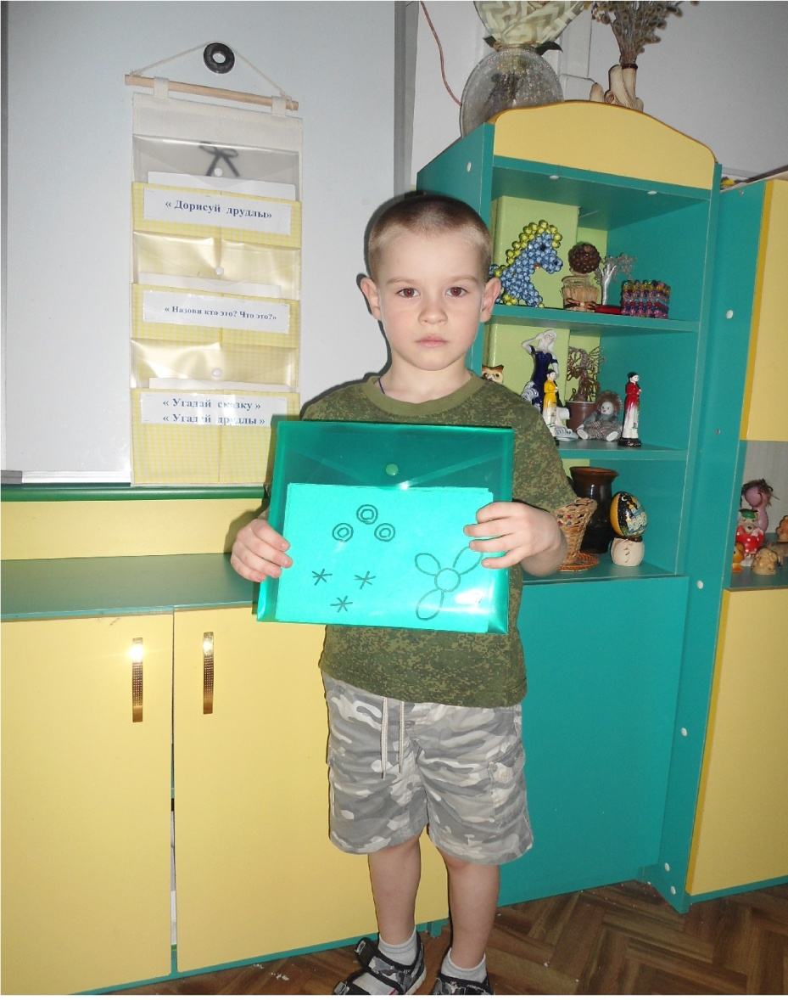 « Дорисуй друдлы»
« Назови кто это? Что это?»
« Угадай сказку »
« Угадай друдлы »